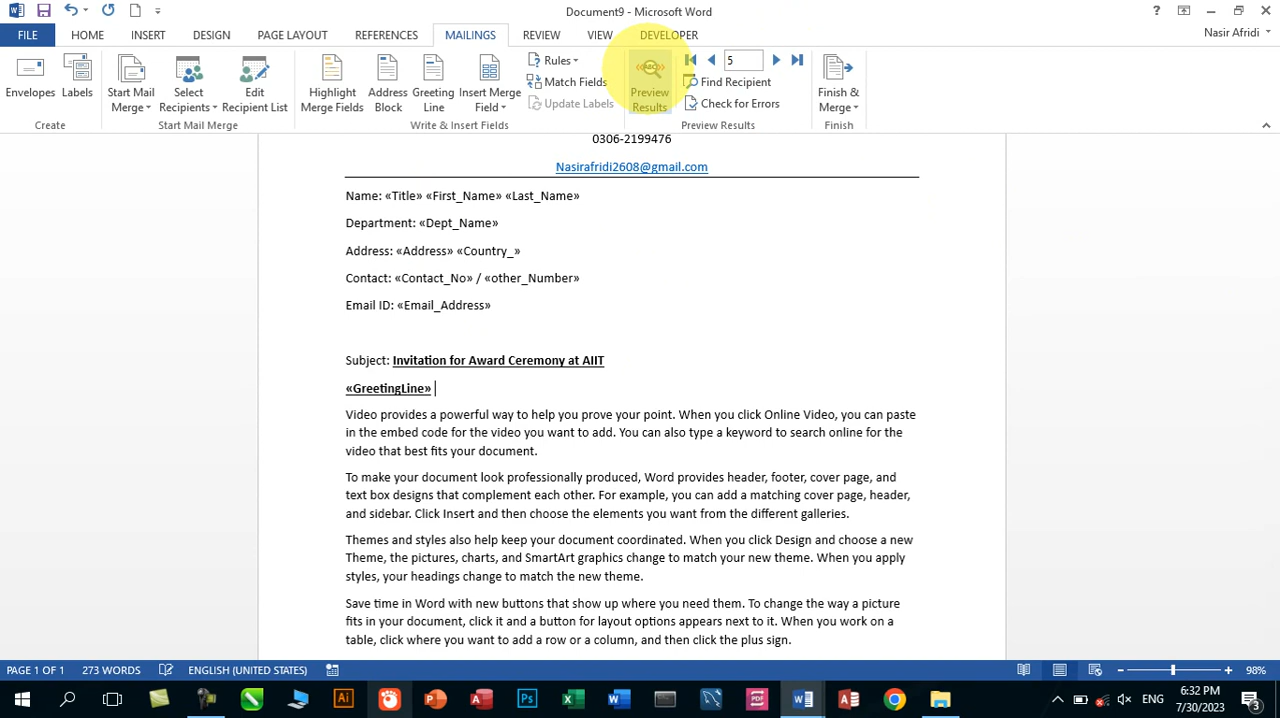 Document9 - Microsoft Word
?
FILE HOME INSERT DESIGN PAGE LAYOUT REFERENCES MAILINGS REVIEW VIEW DEVELOPER
Nasir Afridi
Envelopes
Labels
Create
Start Mail Merge
Select Recipients
Edit Recipient List
Start Mail Merge
Highlight Merge Fields
Address Block
Greeting Line
Insert Merge Field
Rules
Match Fields
Update Labels
Write & Insert Fields
ABC
Preview Results
5
Find Recipient
Check for Errors
Preview Results
Finish & Merge
Finish
0306-2199476
Nasirafridi2608@gmail.com
Name: «Title» «First_Name» «Last_Name»
Department: «Dept_Name»
Address: «Address» «Country_»
Contact: «Contact_No» / «other_Number»
Email ID: «Email_Address»
Subject: Invitation for Award Ceremony at AIIT
«GreetingLine»
Video provides a powerful way to help you prove your point. When you click Online Video, you can paste
in the embed code for the video you want to add. You can also type a keyword to search online for the
video that best fits your document.
To make your document look professionally produced, Word provides header, footer, cover page, and
text box designs that complement each other. For example, you can add a matching cover page, header,
and sidebar. Click Insert and then choose the elements you want from the different galleries.
Themes and styles also help keep your document coordinated. When you click Design and choose a new
Theme, the pictures, charts, and SmartArt graphics change to match your new theme. When you apply
styles, your headings change to match the new theme.
Save time in Word with new buttons that show up where you need them. To change the way a picture
fits in your document, click it and a button for layout options appears next to it. When you work on a
table, click where you want to add a row or a column, and then click the plus sign.
PAGE 1 OF 1 273 WORDS ENGLISH (UNITED STATES) 98%
ENG
6:32 PM
7/30/2023
3